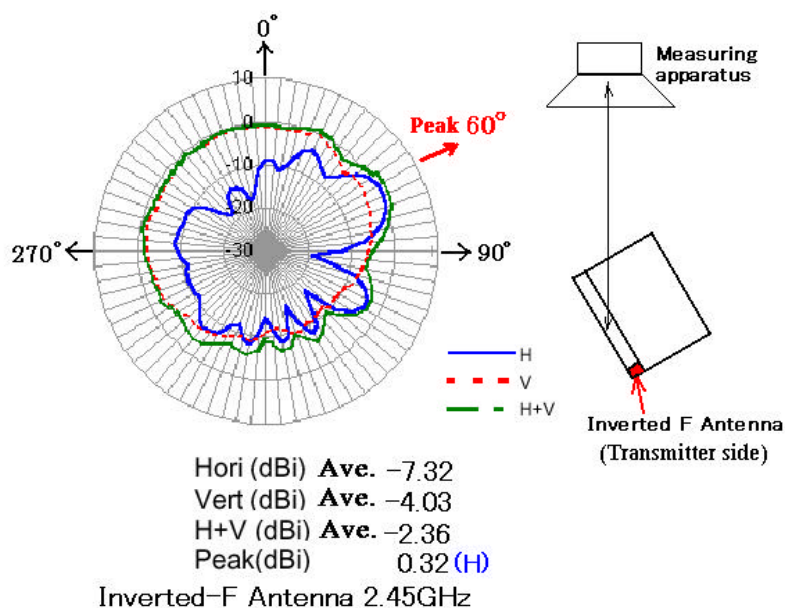 0°
10
0
-10
-20
-30
Peak 60°
270°
90°
H
V
H+V
Measuring
apparatus
Inverted F Antenna
(Transmitter side)
Hori (dBi) Ave. -7.32
Vert (dBi) Ave. -4.03
H+V (dBi) Ave. -2.36
Peak(dBi) 0.32 (H)
Inverted-F Antenna 2.45GHz